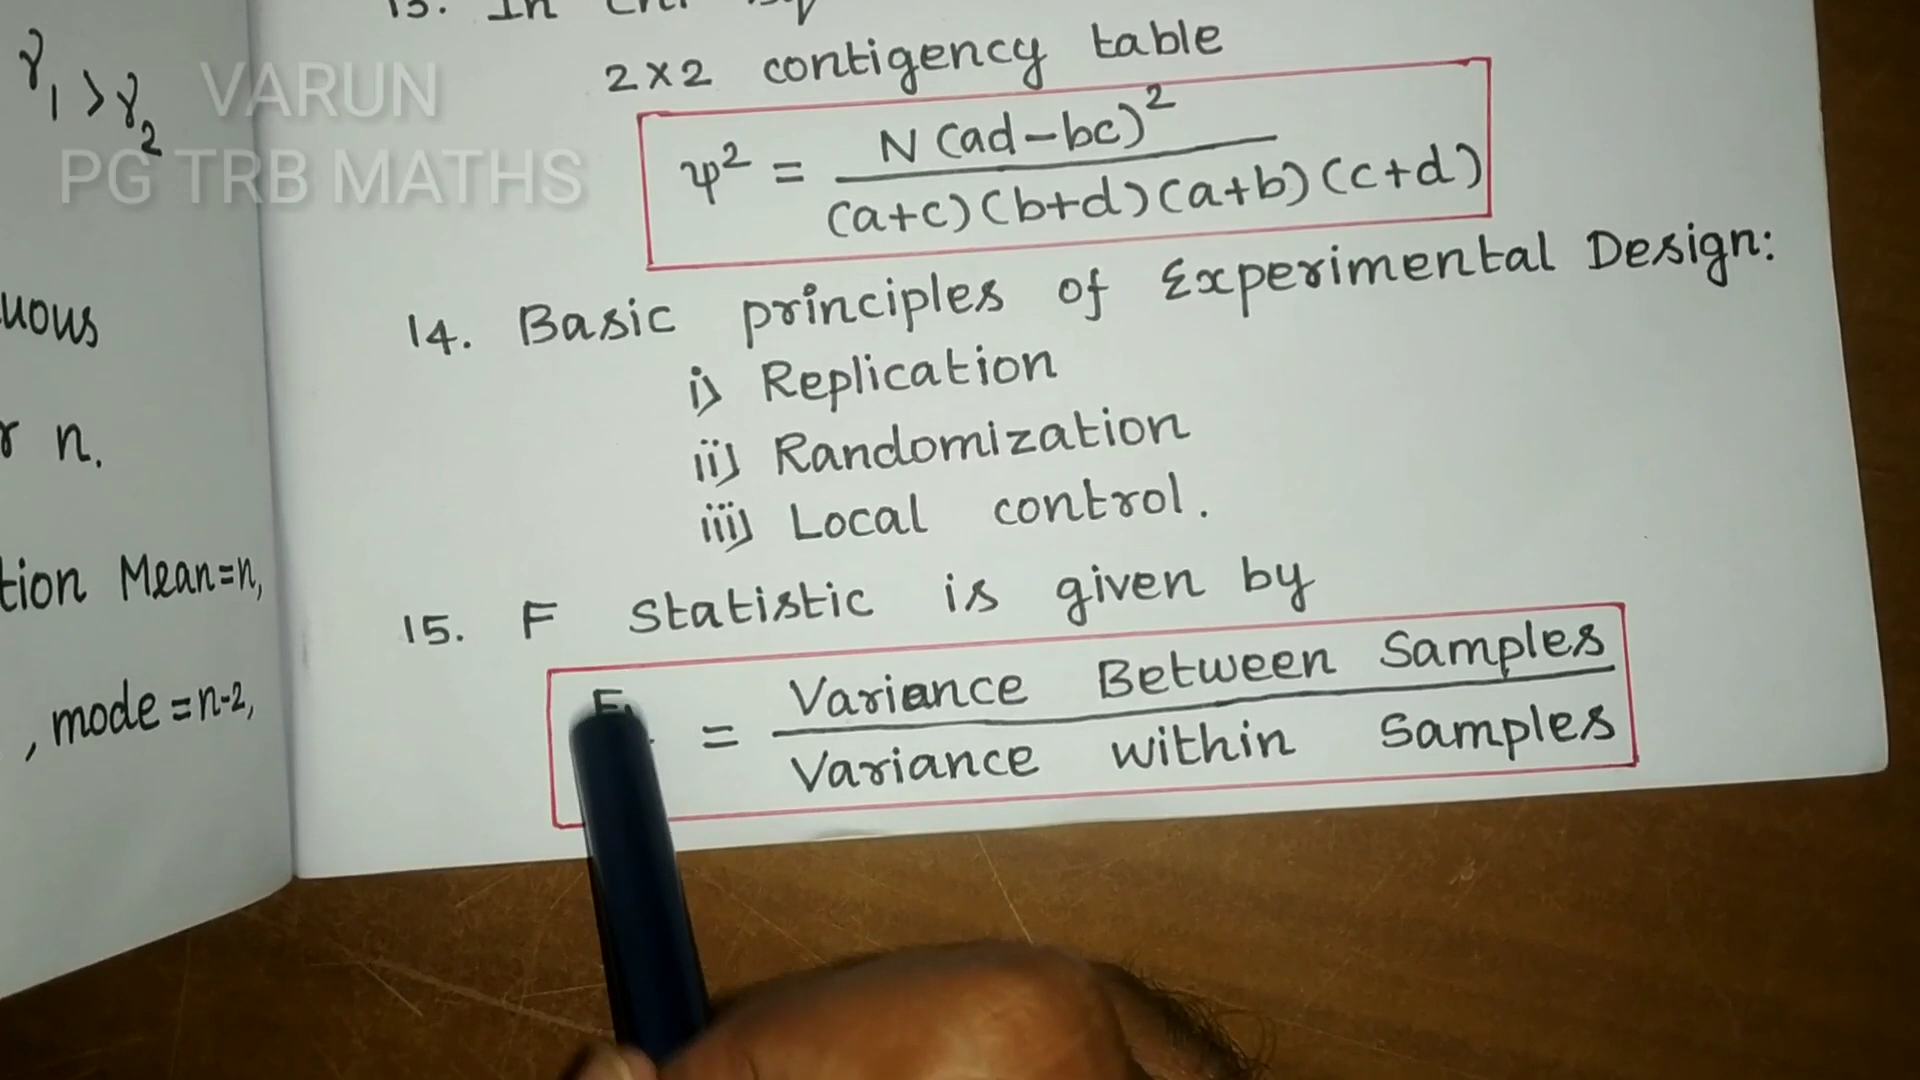 γ₁ > γ₂
VARUN
PG TRB MATHS
n.
tion Mean=n,
, mode = n-2,
13. In
2×2 contigency table
ψ² = N(ad-bc)² / (a+c)(b+d)(a+b)(c+d)
14. Basic principles of Experimental Design:
i) Replication
ii) Randomization
iii) Local control.
15. F Statistic is given by
F = Variance Between Samples
Variance within Samples